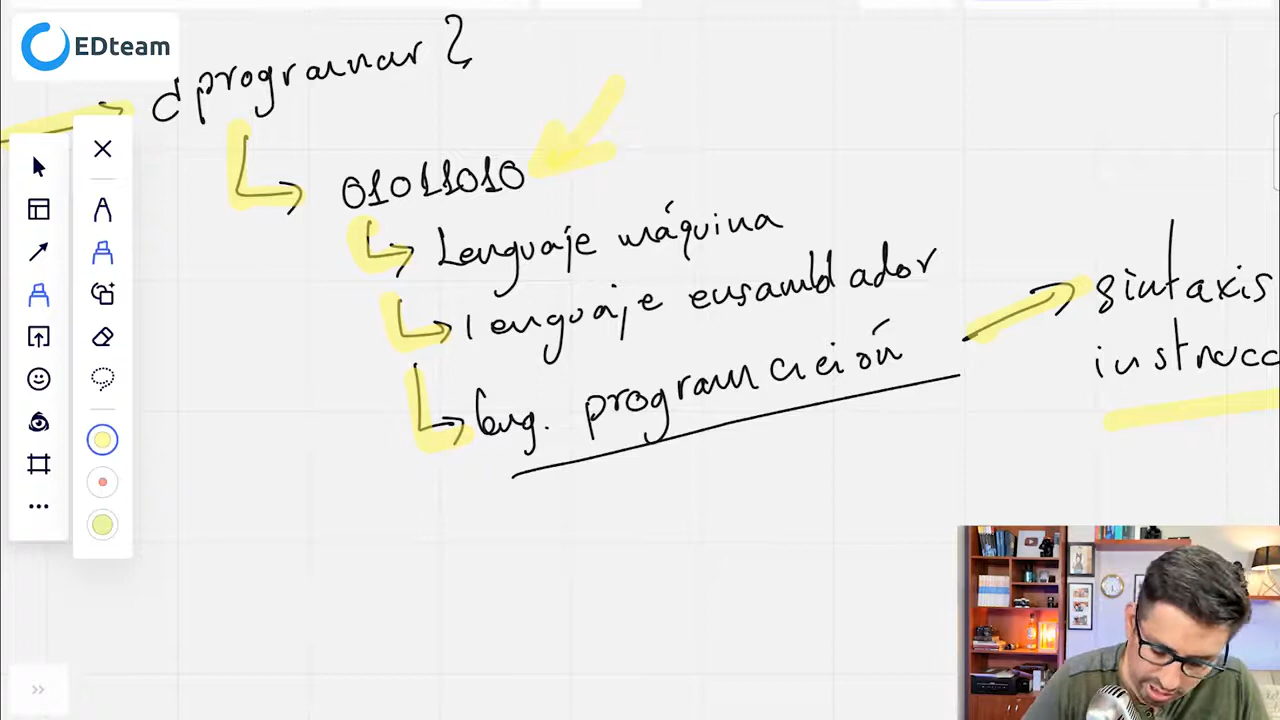 EDteam
¿programar?
01011010
Lenguaje máquina
lenguaje ensamblador
leng. programación
sintaxis
instrucc